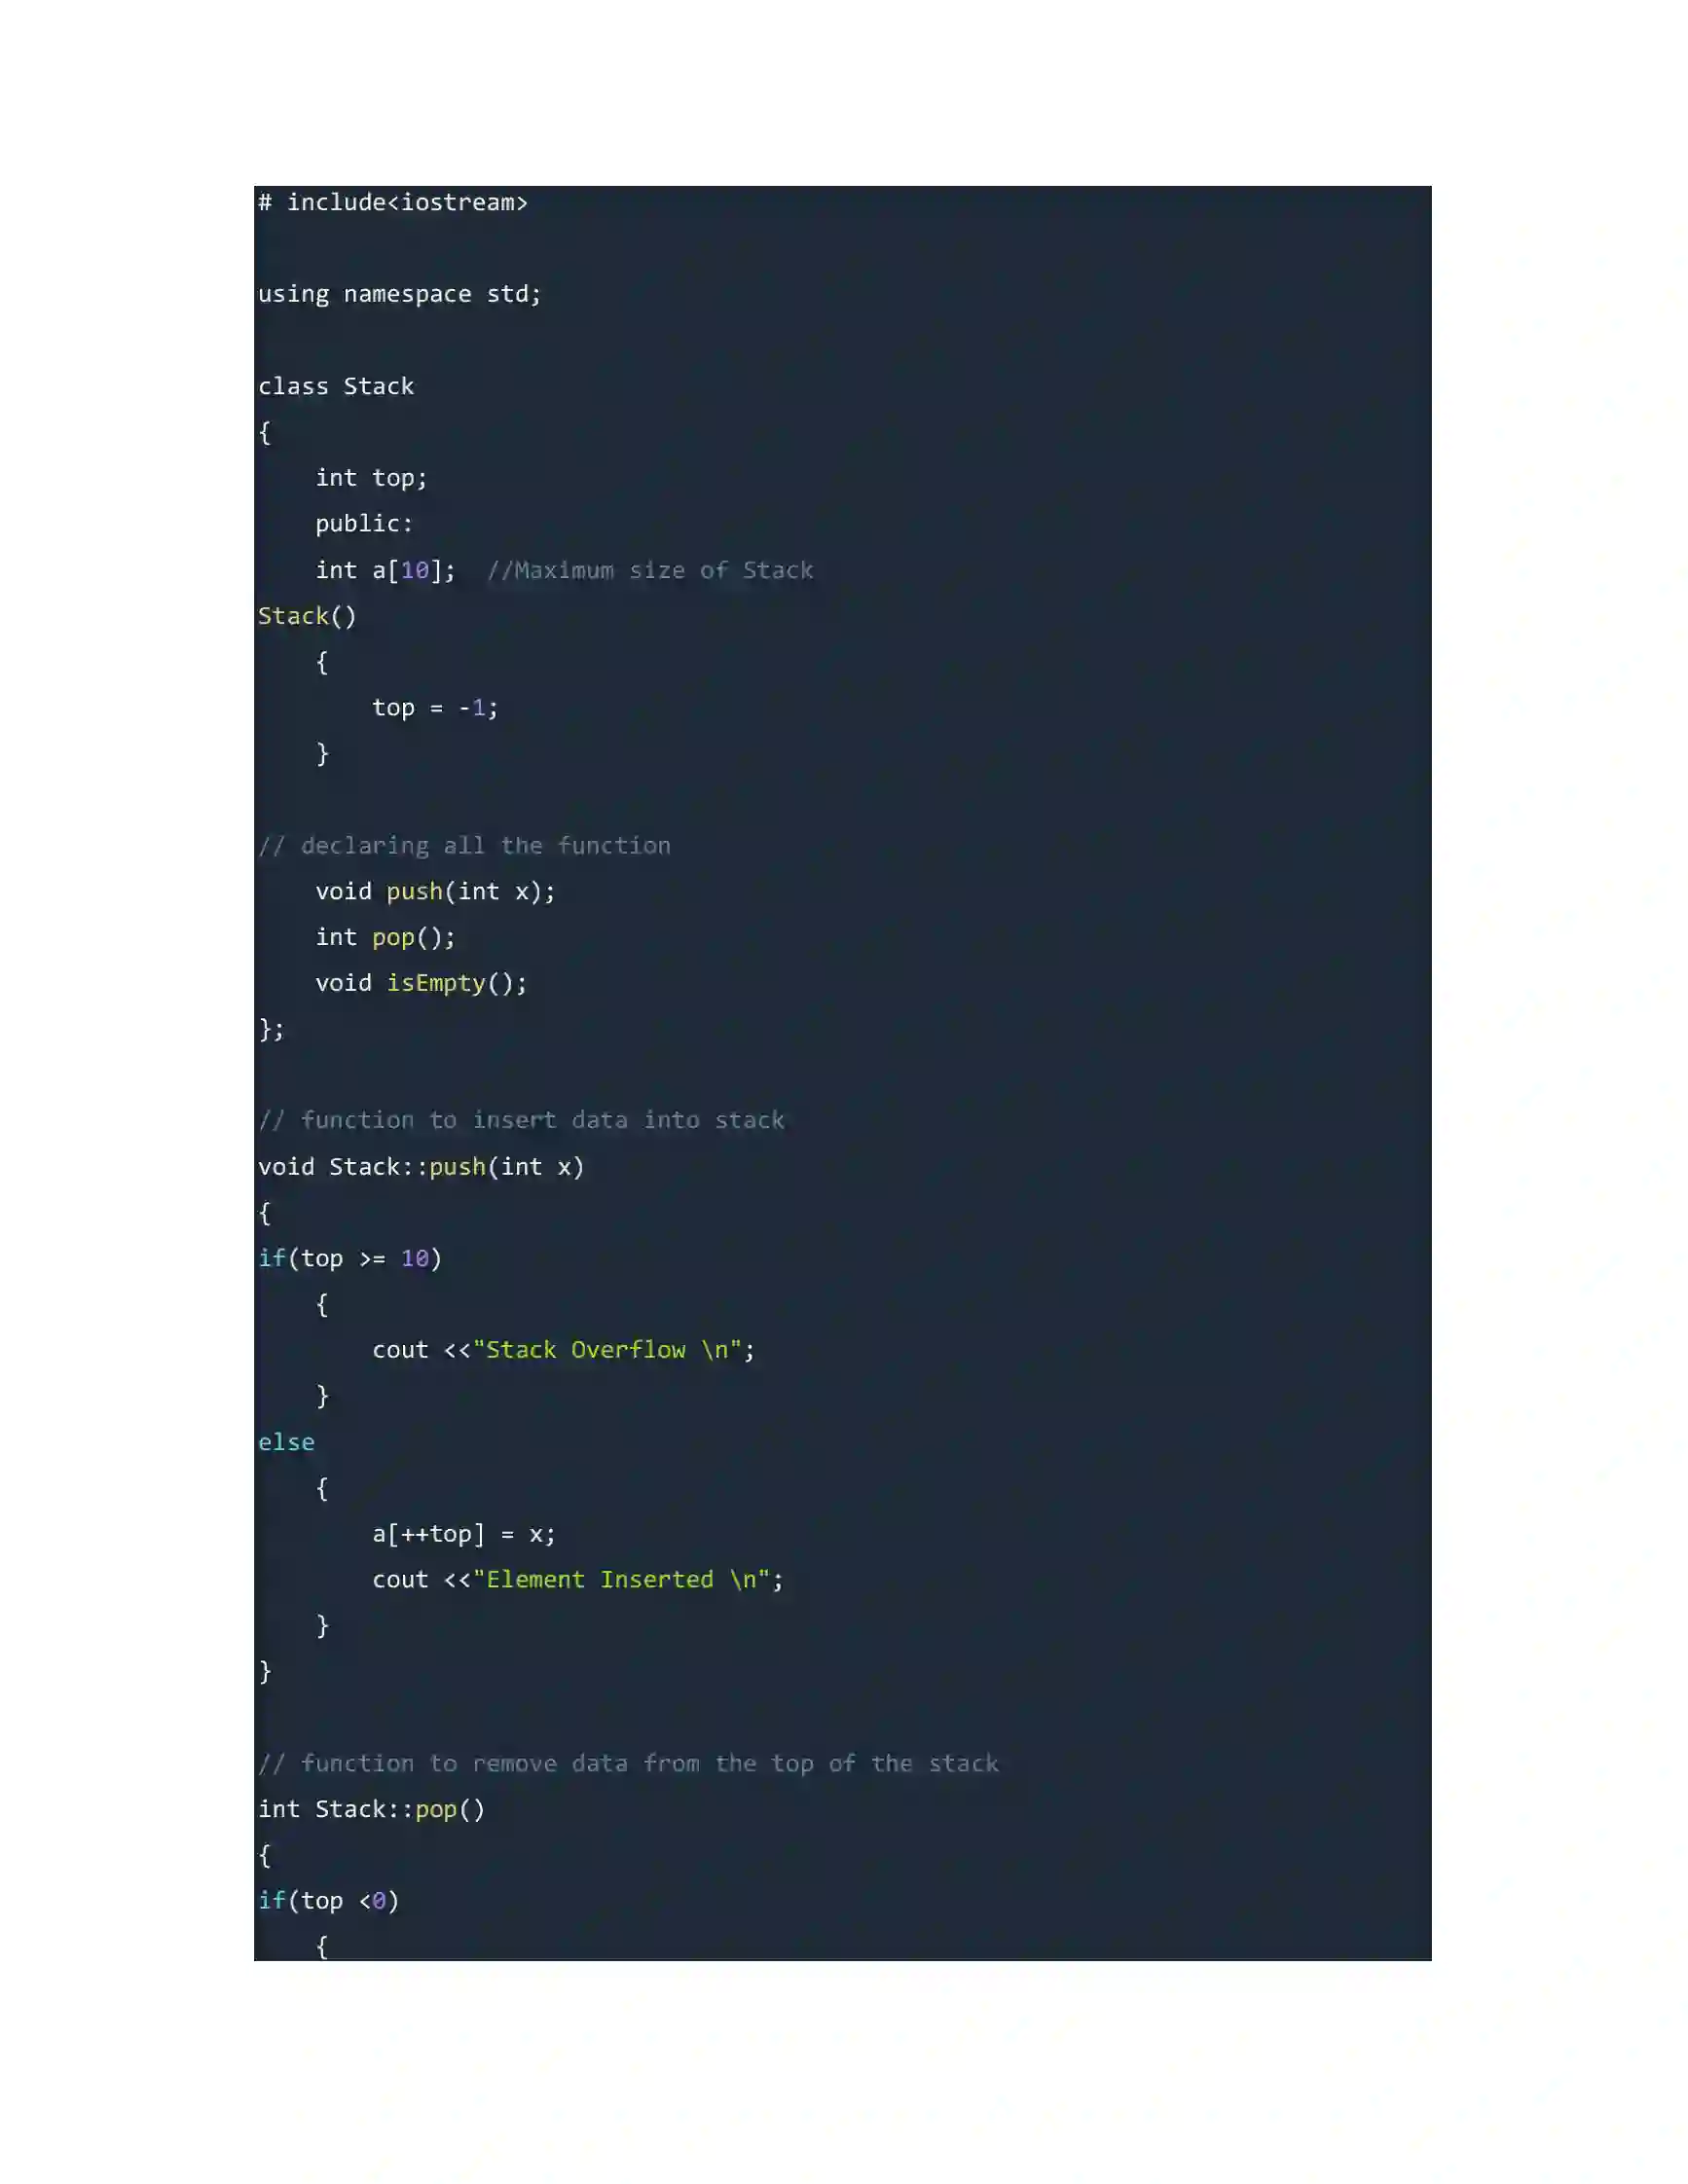 # include<iostream>
using namespace std;
class Stack
{
    int top;
    public:
    int a[10];  //Maximum size of Stack
Stack()
    {
        top = -1;
    }
// declaring all the function
    void push(int x);
    int pop();
    void isEmpty();
};
// function to insert data into stack
void Stack::push(int x)
{
if(top >= 10)
    {
        cout <<"Stack Overflow \n";
    }
else
    {
        a[++top] = x;
        cout <<"Element Inserted \n";
    }
}
// function to remove data from the top of the stack
int Stack::pop()
{
if(top <0)
    {